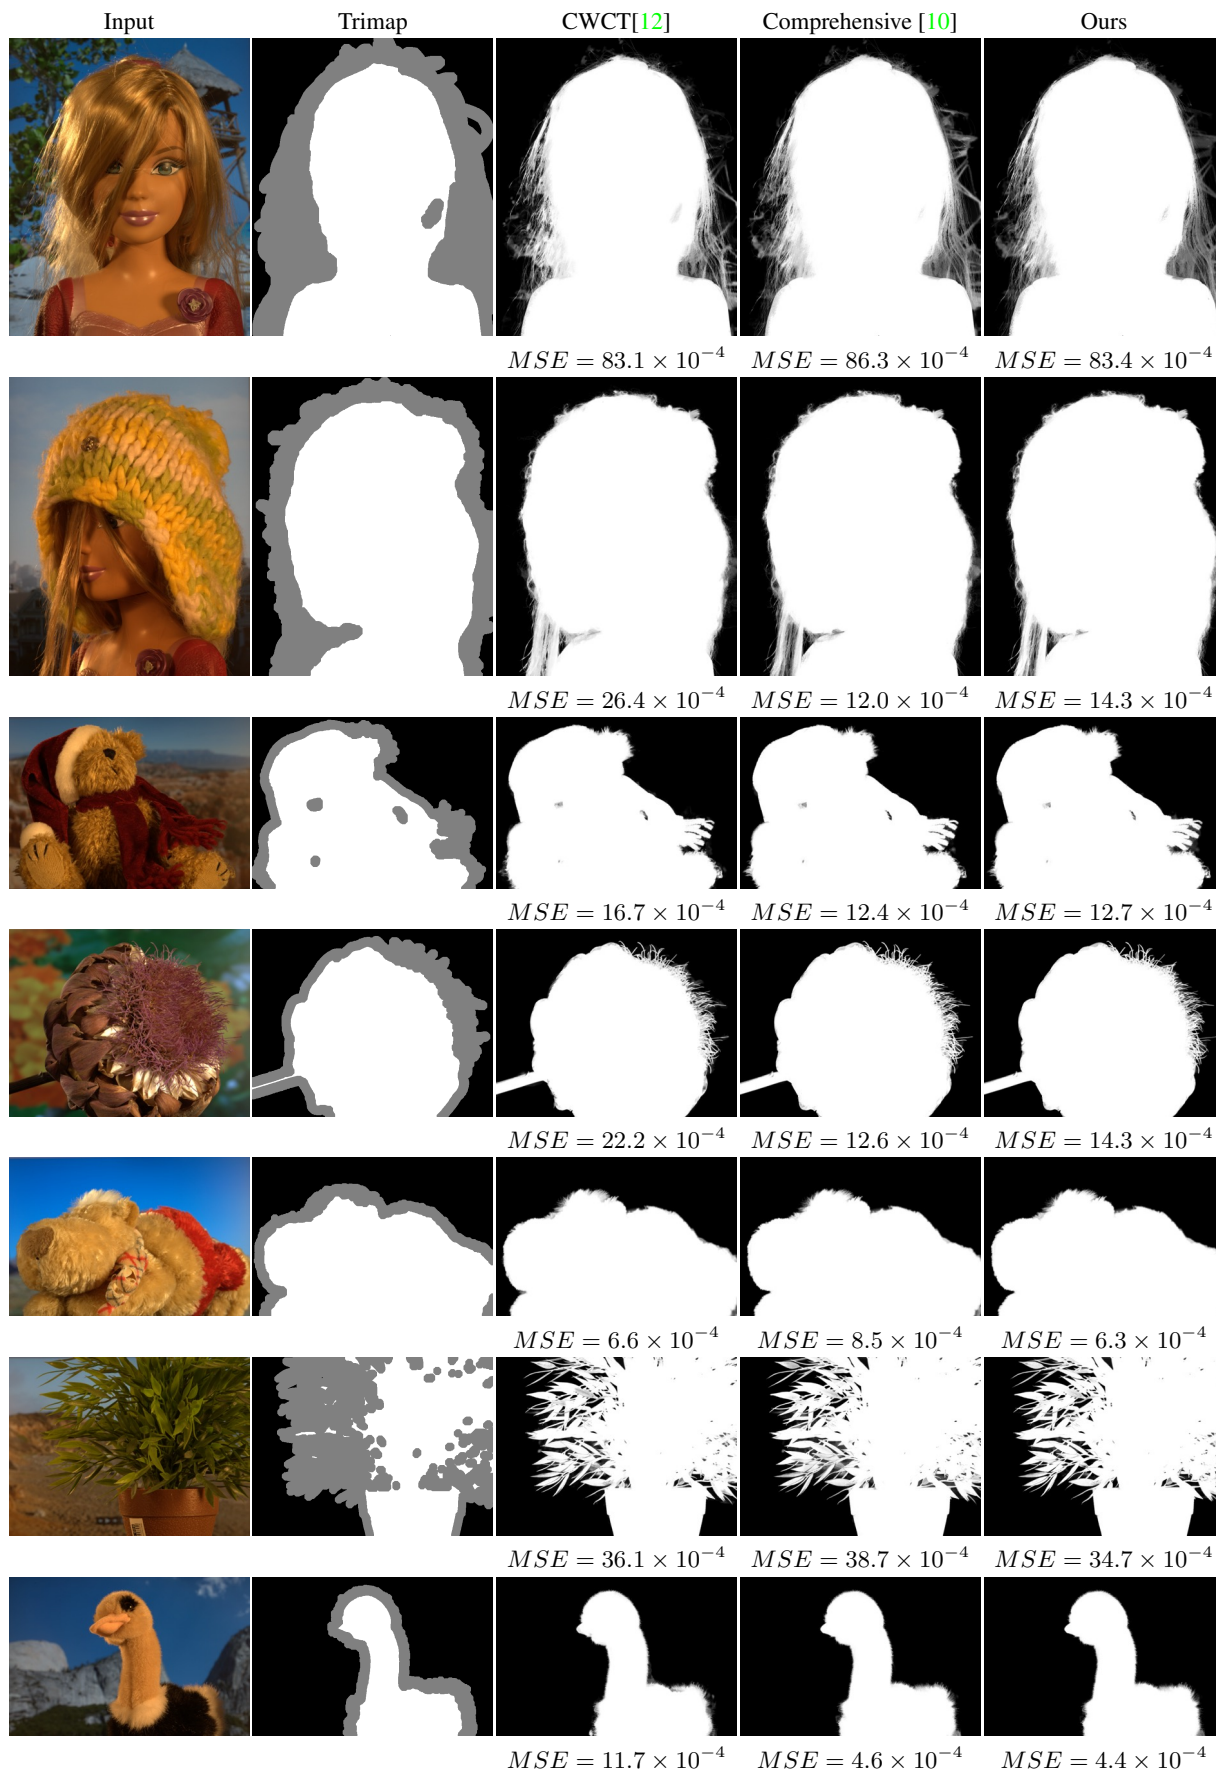 Input Trimap CWCT[12] Comprehensive [10] Ours
MSE = 83.1 × 10⁻⁴ MSE = 86.3 × 10⁻⁴ MSE = 83.4 × 10⁻⁴
MSE = 26.4 × 10⁻⁴ MSE = 12.0 × 10⁻⁴ MSE = 14.3 × 10⁻⁴
MSE = 16.7 × 10⁻⁴ MSE = 12.4 × 10⁻⁴ MSE = 12.7 × 10⁻⁴
MSE = 22.2 × 10⁻⁴ MSE = 12.6 × 10⁻⁴ MSE = 14.3 × 10⁻⁴
MSE = 6.6 × 10⁻⁴ MSE = 8.5 × 10⁻⁴ MSE = 6.3 × 10⁻⁴
MSE = 36.1 × 10⁻⁴ MSE = 38.7 × 10⁻⁴ MSE = 34.7 × 10⁻⁴
MSE = 11.7 × 10⁻⁴ MSE = 4.6 × 10⁻⁴ MSE = 4.4 × 10⁻⁴